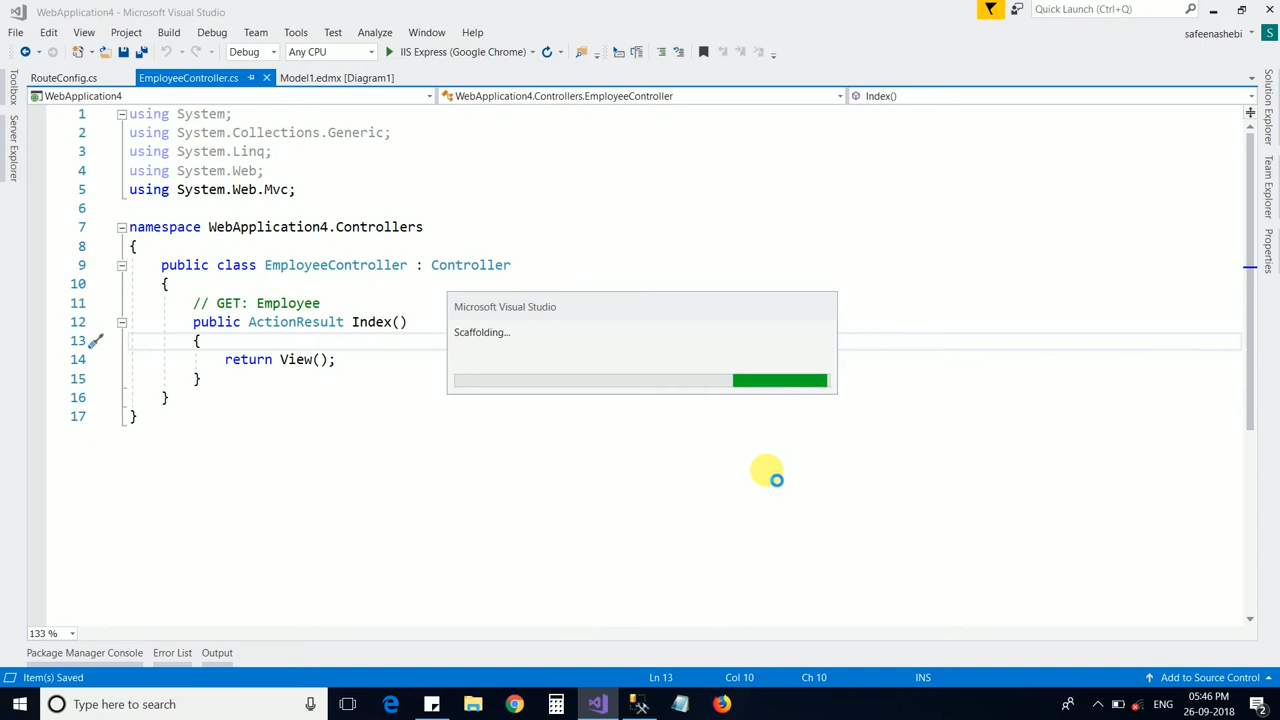 WebApplication4 - Microsoft Visual Studio
Quick Launch (Ctrl+Q)
File Edit View Project Build Debug Team Tools Test Analyze Window Help
safeenashebi
S
Debug Any CPU IIS Express (Google Chrome)
RouteConfig.cs EmployeeController.cs Model1.edmx [Diagram1]
WebApplication4 WebApplication4.Controllers.EmployeeController Index()
Toolbox
Server Explorer
Solution Explorer
Team Explorer
Properties
1 using System;
2 using System.Collections.Generic;
3 using System.Linq;
4 using System.Web;
5 using System.Web.Mvc;
6
7 namespace WebApplication4.Controllers
8 {
9 public class EmployeeController : Controller
10 {
11 // GET: Employee
12 public ActionResult Index()
13 {
14 return View();
15 }
16 }
17 }
Microsoft Visual Studio
Scaffolding...
133 %
Package Manager Console Error List Output
Item(s) Saved Ln 13 Col 10 Ch 10 INS Add to Source Control
Type here to search
ENG
05:46 PM
26-09-2018
2